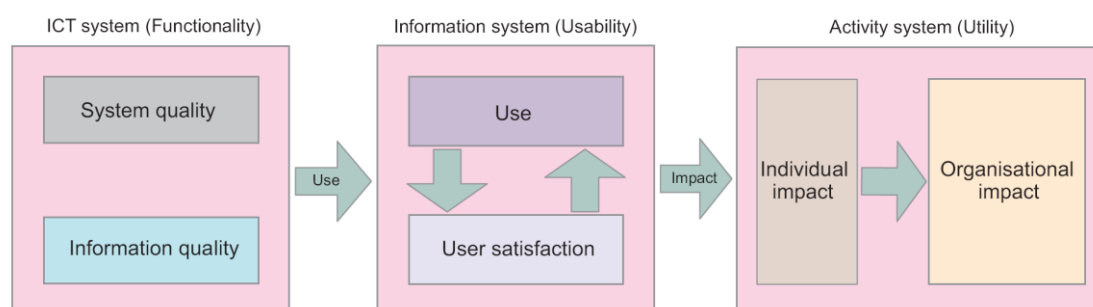 ICT system (Functionality)
Information system (Usability)
Activity system (Utility)
System quality
Information quality
Use
Use
User satisfaction
Impact
Individual
impact
Organisational
impact